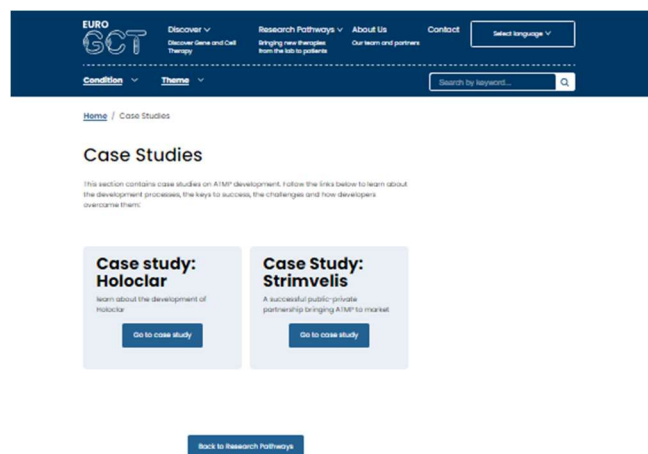 EURO
GCT
Discover
Discover Gene and Cell
Therapy
Research Pathways
Bringing new therapies
from the lab to patients
About Us
Our team and partners
Contact
Select language
Condition
Theme
Search by keyword...
Home / Case Studies
Case Studies
This section contains case studies on ATMP development. Follow the links below to learn about
the development processes, the keys to success, the challenges and how developers
overcame them:
Case study:
Holoclar
learn about the development of
Holoclar
Go to case study
Case Study:
Strimvelis
A successful public-private
partnership bringing ATMP to market
Go to case study
Back to Research Pathways